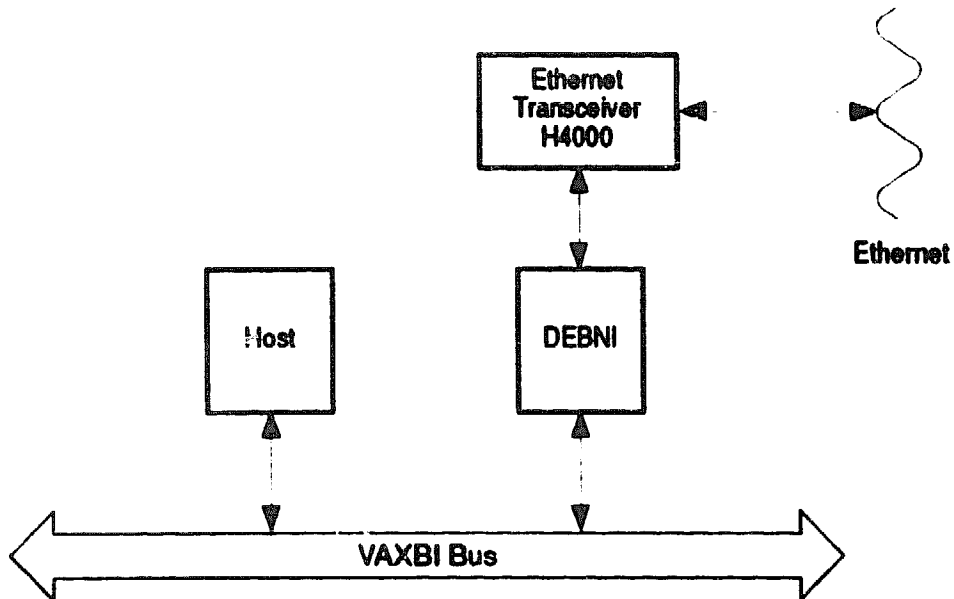 Ethernet
Transceiver
H4000
Ethernet
Host
DEBNI
VAXBI Bus